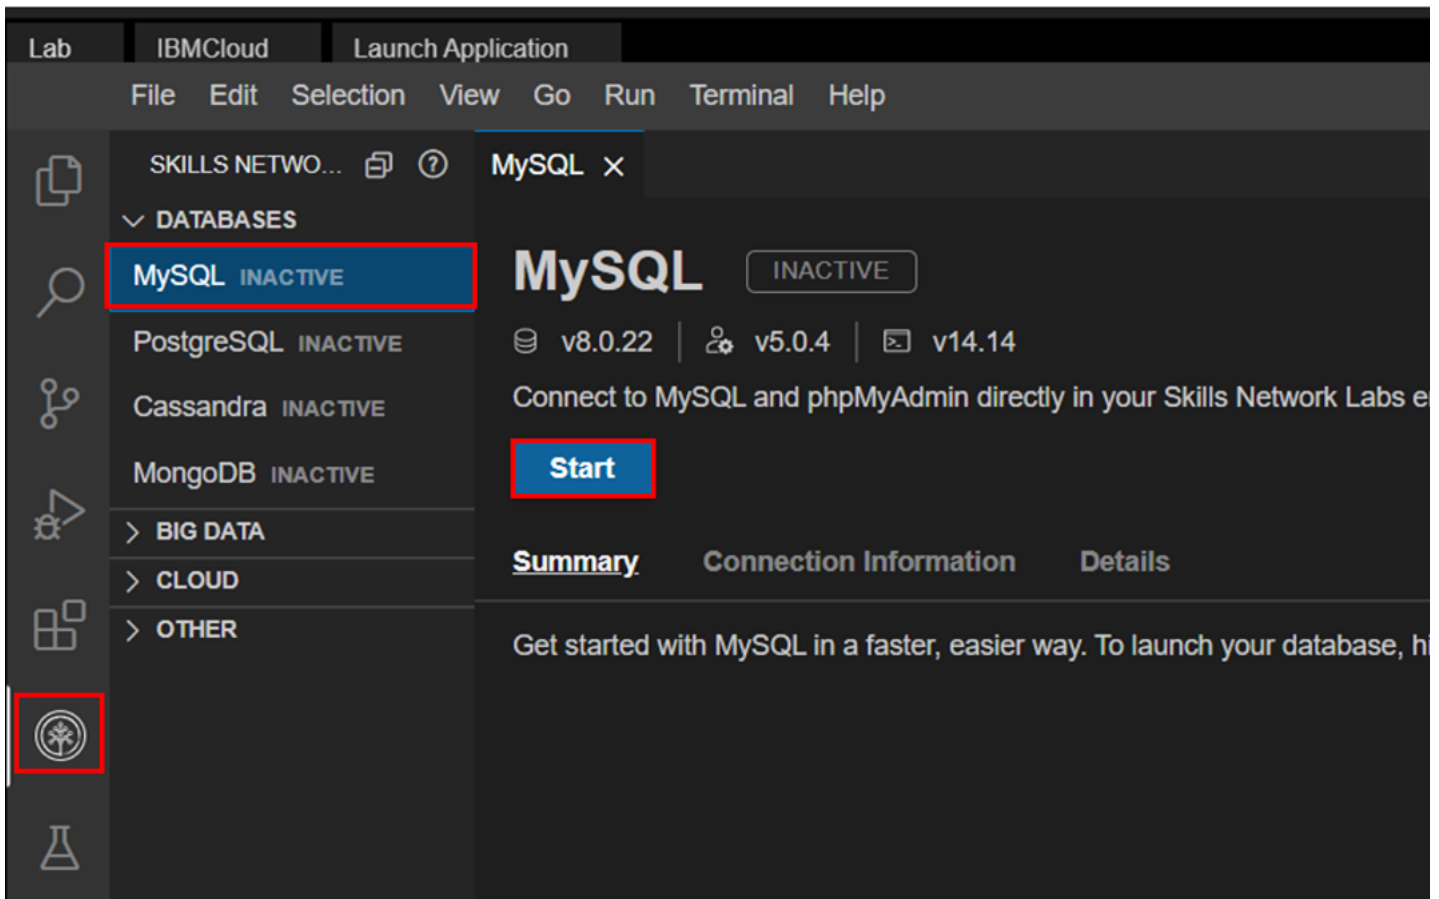 Lab IBMCloud Launch Application
File Edit Selection View Go Run Terminal Help
SKILLS NETWO...
MySQL
DATABASES
MySQL INACTIVE
PostgreSQL INACTIVE
Cassandra INACTIVE
MongoDB INACTIVE
BIG DATA
CLOUD
OTHER
MySQL INACTIVE
v8.0.22 v5.0.4 v14.14
Connect to MySQL and phpMyAdmin directly in your Skills Network Labs
Start
Summary Connection Information Details
Get started with MySQL in a faster, easier way. To launch your database,